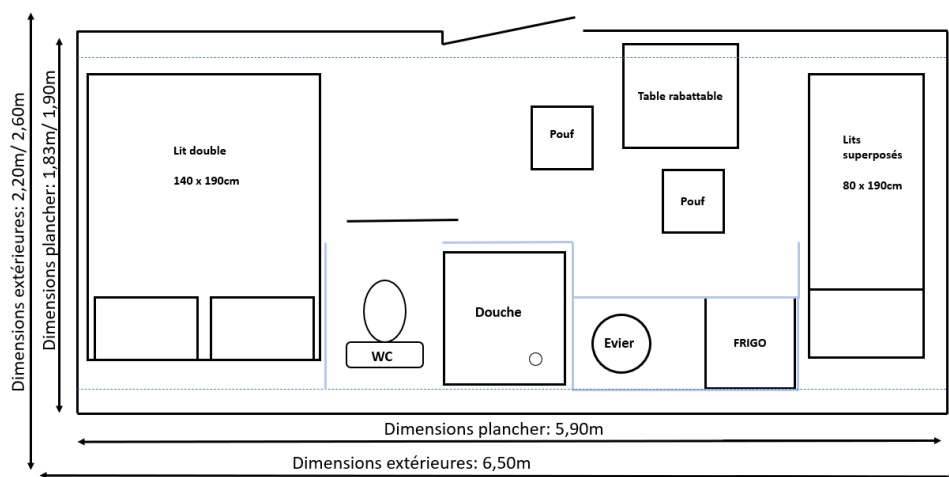 Dimensions extérieures: 2,20m/ 2,60m
Dimensions plancher: 1,83m/ 1,90m
Lit double
140 x 190cm
Pouf
Table rabattable
Pouf
Lits
superposés
80 x 190cm
WC
Douche
Evier
FRIGO
Dimensions plancher: 5,90m
Dimensions extérieures: 6,50m